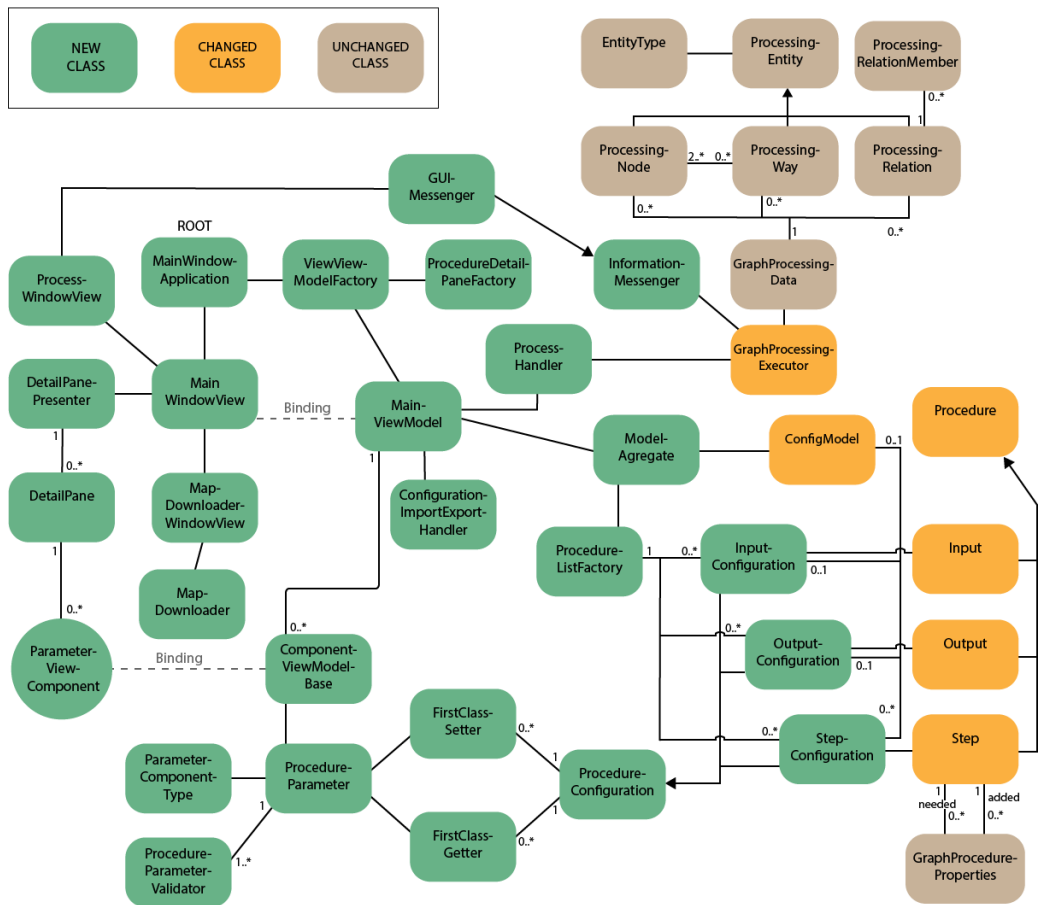 NEW
CLASS
CHANGED
CLASS
UNCHANGED
CLASS
EntityType
Processing-
Entity
Processing-
RelationMember
0..*
1
Processing-
Node
2..*
0..*
Processing-
Way
Processing-
Relation
0..*
0..*
0..*
1
GUI-
Messenger
ROOT
MainWindow-
Application
ViewView-
ModelFactory
ProcedureDetail-
PaneFactory
Information-
Messenger
GraphProcessing-
Data
Process-
WindowView
Process-
Handler
GraphProcessing-
Executor
DetailPane-
Presenter
Main
WindowView
Binding
Main-
ViewModel
Procedure
1
0..*
1
Model-
Agregate
ConfigModel
0..1
DetailPane
Map-
Downloader-
WindowView
Configuration-
ImportExport-
Handler
1
Procedure-
ListFactory
1
0..*
Input-
Configuration
0..1
Input
Map-
Downloader
0..*
0..*
0..*
Output-
Configuration
0..1
Output
Parameter-
View-
Component
Binding
Component-
ViewModel-
Base
FirstClass-
Setter
0..*
0..*
0..*
Step-
Configuration
Step
Parameter-
Component-
Type
Procedure-
Parameter
1
1
Procedure-
Configuration
1
1
1
needed
added
0..*
0..*
Procedure-
Parameter-
Validator
1..*
FirstClass-
Getter
0..*
GraphProcedure-
Properties